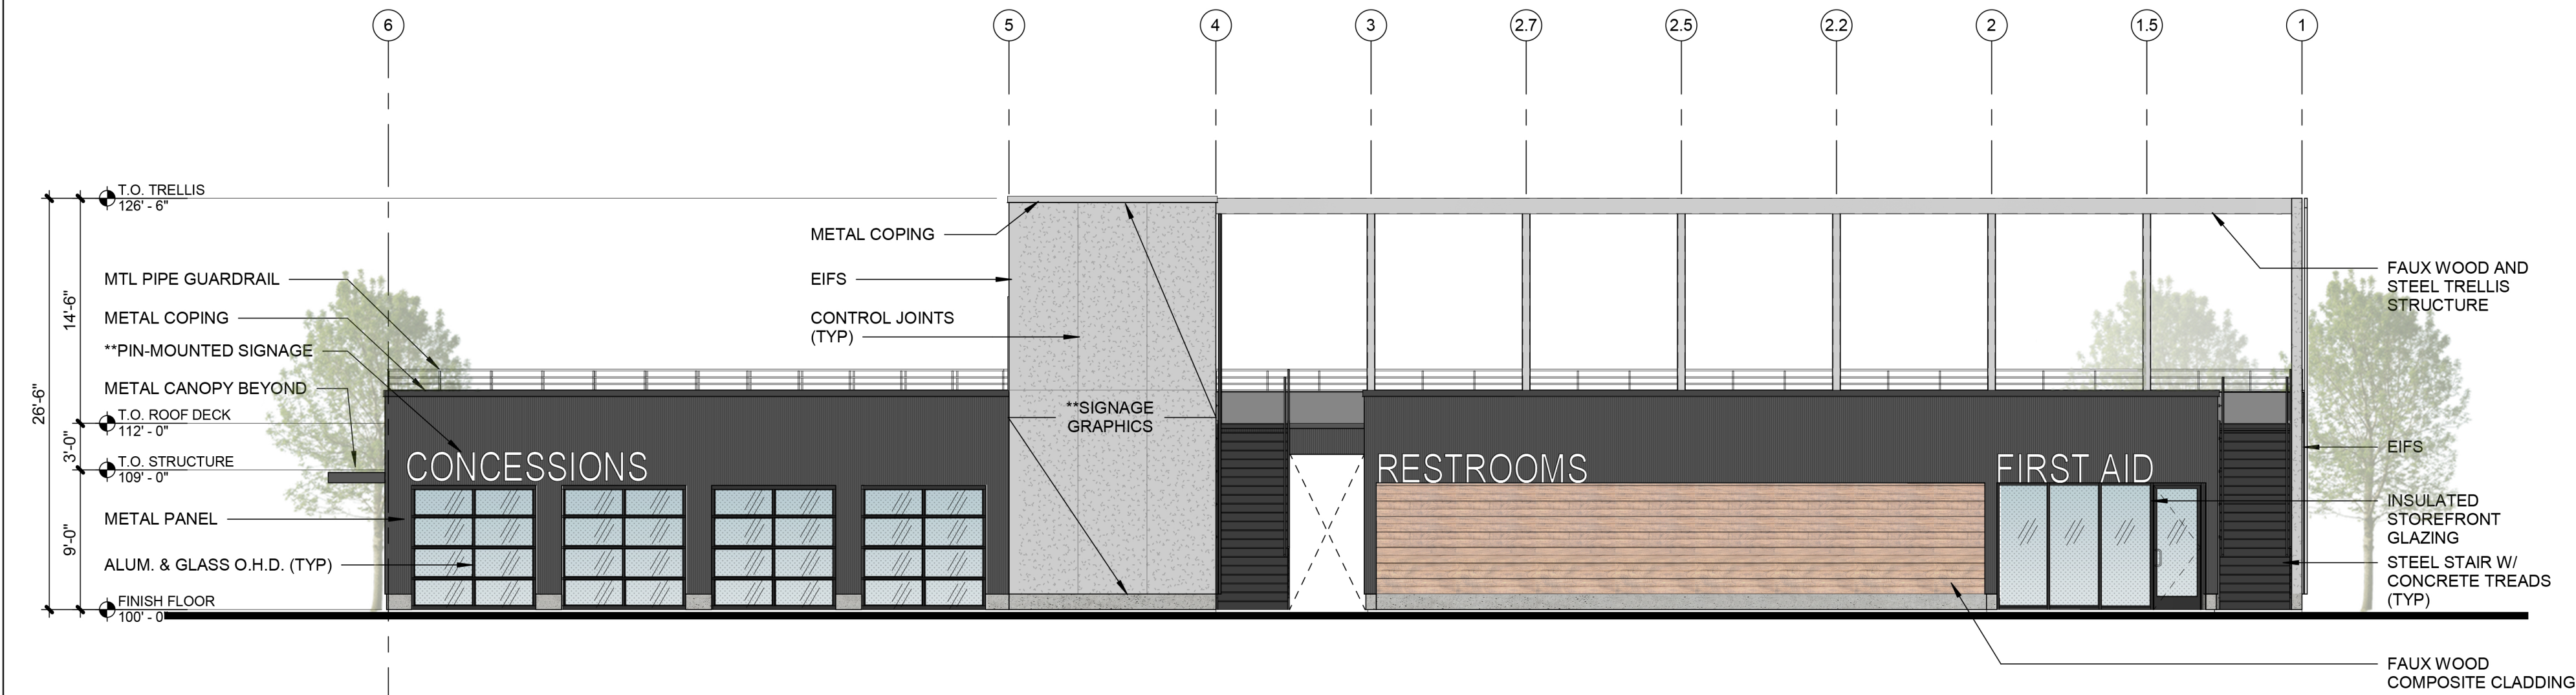 6
5
4
3
2.7
2.5
2.2
2
1.5
1
T.O. TRELLIS
126' - 6"
METAL COPING
MTL PIPE GUARDRAIL
EIFS
FAUX WOOD AND
STEEL TRELLIS
STRUCTURE
14'-6"
METAL COPING
CONTROL JOINTS
(TYP)
**PIN-MOUNTED SIGNAGE
METAL CANOPY BEYOND
26'-6"
T.O. ROOF DECK
112' - 0"
**SIGNAGE
GRAPHICS
3'-0"
EIFS
T.O. STRUCTURE
109' - 0"
CONCESSIONS
RESTROOMS
FIRST AID
METAL PANEL
INSULATED
STOREFRONT
GLAZING
9'-0"
ALUM. & GLASS O.H.D. (TYP)
STEEL STAIR W/
CONCRETE TREADS
(TYP)
FINISH FLOOR
100' - 0
FAUX WOOD
COMPOSITE CLADDING